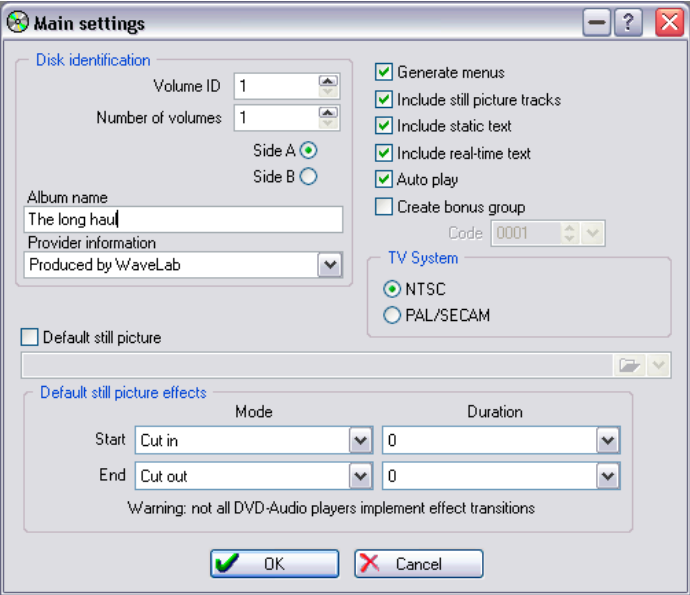 Main settings
Disk identification
Volume ID 1
Number of volumes 1
Side A
Side B
Album name
The long haul
Provider information
Produced by WaveLab
Generate menus
Include still picture tracks
Include static text
Include real-time text
Auto play
Create bonus group
Code 0001
TV System
NTSC
PAL/SECAM
Default still picture
Default still picture effects
Mode Duration
Start Cut in 0
End Cut out 0
Warning: not all DVD-Audio players implement effect transitions
OK Cancel